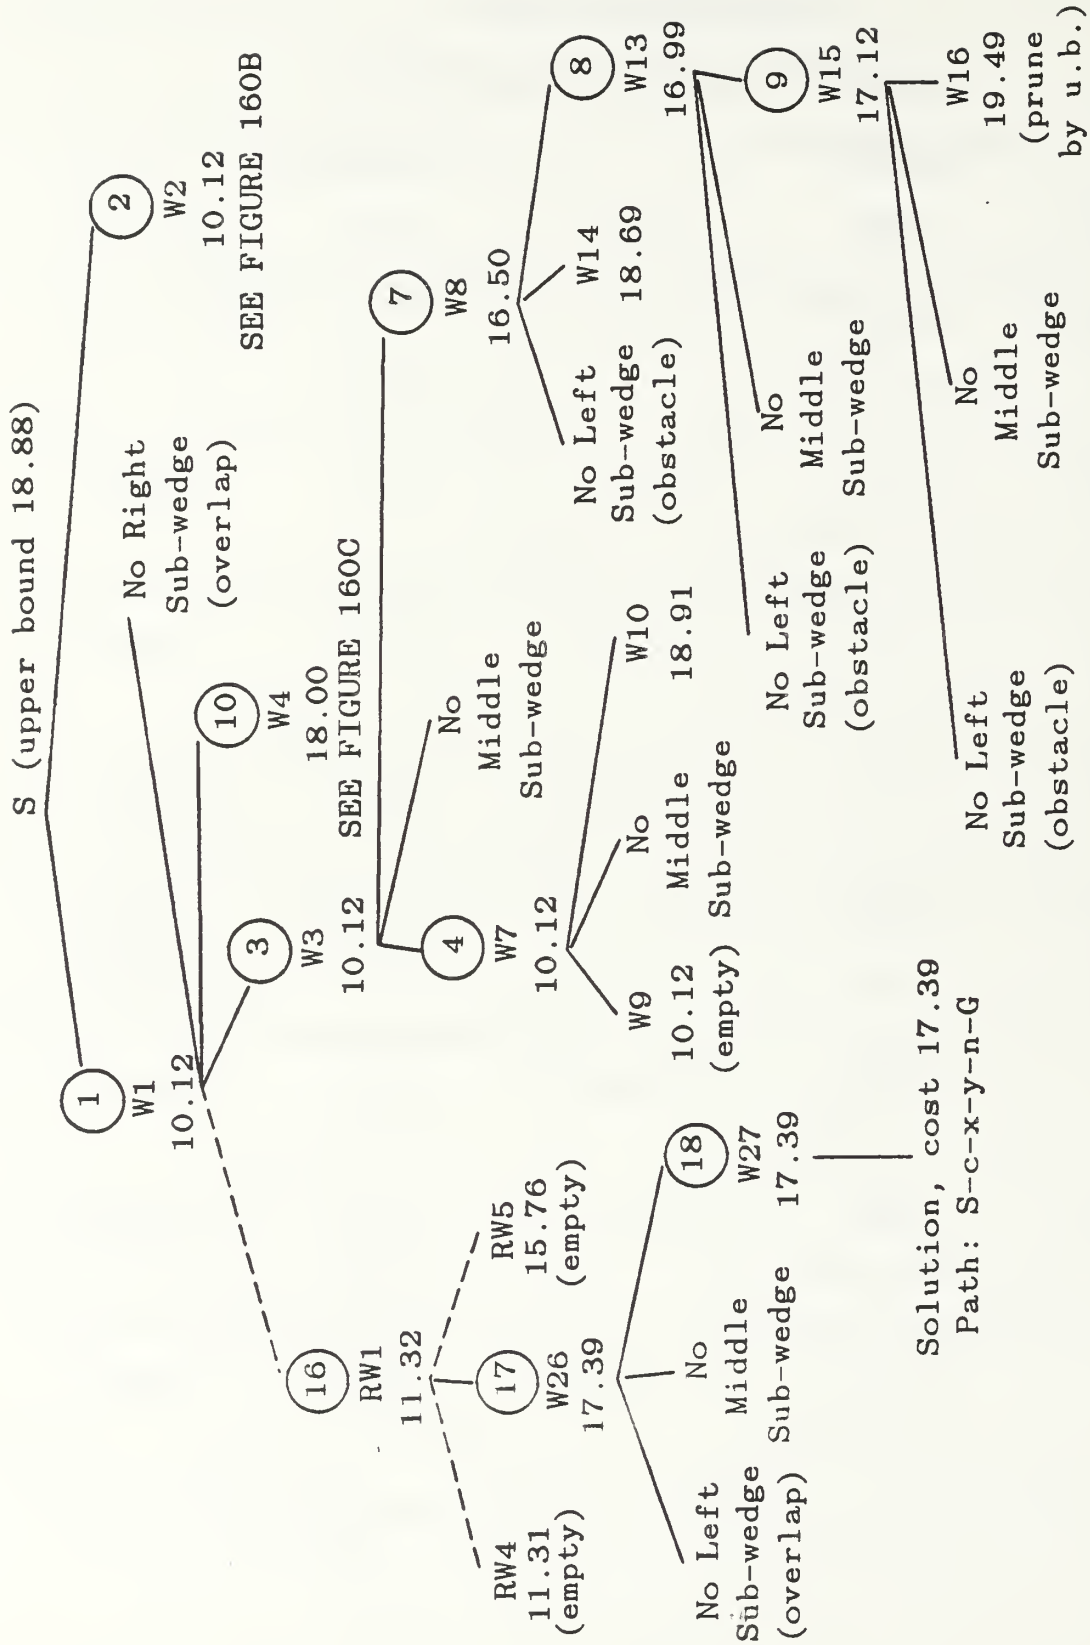 S (upper bound 18.88)
1
W1
10.12
2
W2
10.12
SEE FIGURE 160B
No Right
Sub-wedge
(overlap)
16
RW1
11.32
3
W3
10.12
10
W4
18.00
SEE FIGURE 160C
RW4
11.31
(empty)
17
W26
17.39
RW5
15.76
(empty)
4
W7
10.12
No
Middle
Sub-wedge
7
W8
16.50
No Left
Sub-wedge
(overlap)
No
Middle
Sub-wedge
18
W27
17.39
W9
10.12
(empty)
No
Middle
Sub-wedge
W10
18.91
No Left
Sub-wedge
(obstacle)
W14
18.69
8
W13
16.99
Solution, cost 17.39
Path: S-c-x-y-n-G
No Left
Sub-wedge
(obstacle)
No
Middle
Sub-wedge
9
W15
17.12
No Left
Sub-wedge
(obstacle)
No
Middle
Sub-wedge
W16
19.49
(prune
by u.b.)